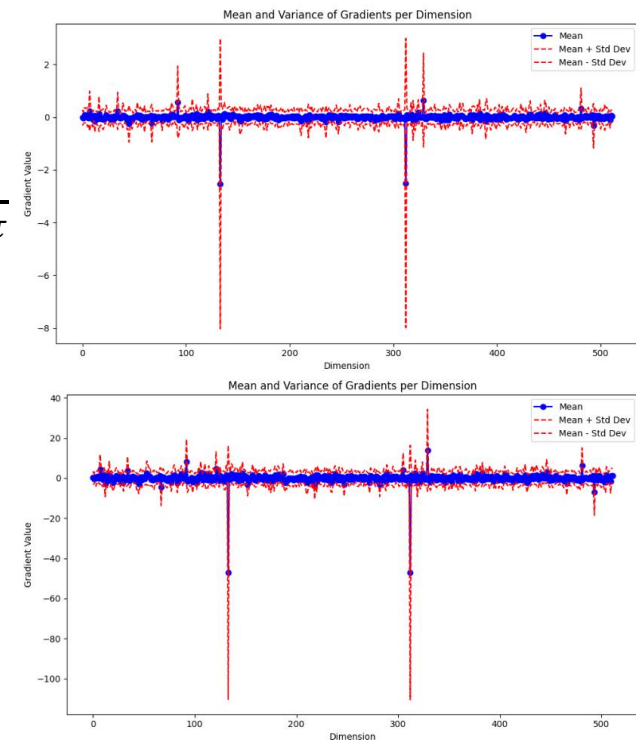 Mean and Variance of Gradients per Dimension
Mean
Mean + Std Dev
Mean - Std Dev
Gradient Value
2
0
−2
−4
−6
−8
0
100
200
300
400
500
Dimension
Mean and Variance of Gradients per Dimension
Mean
Mean + Std Dev
Mean - Std Dev
Gradient Value
40
20
0
−20
−40
−60
−80
−100
0
100
200
300
400
500
Dimension